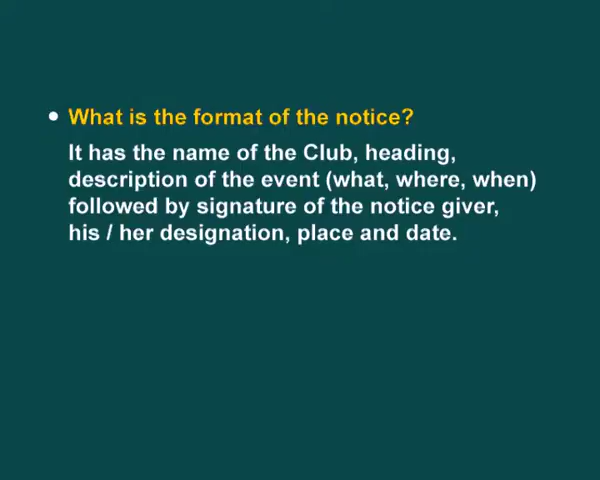 • What is the format of the notice?
It has the name of the Club, heading,
description of the event (what, where, when)
followed by signature of the notice giver,
his / her designation, place and date.